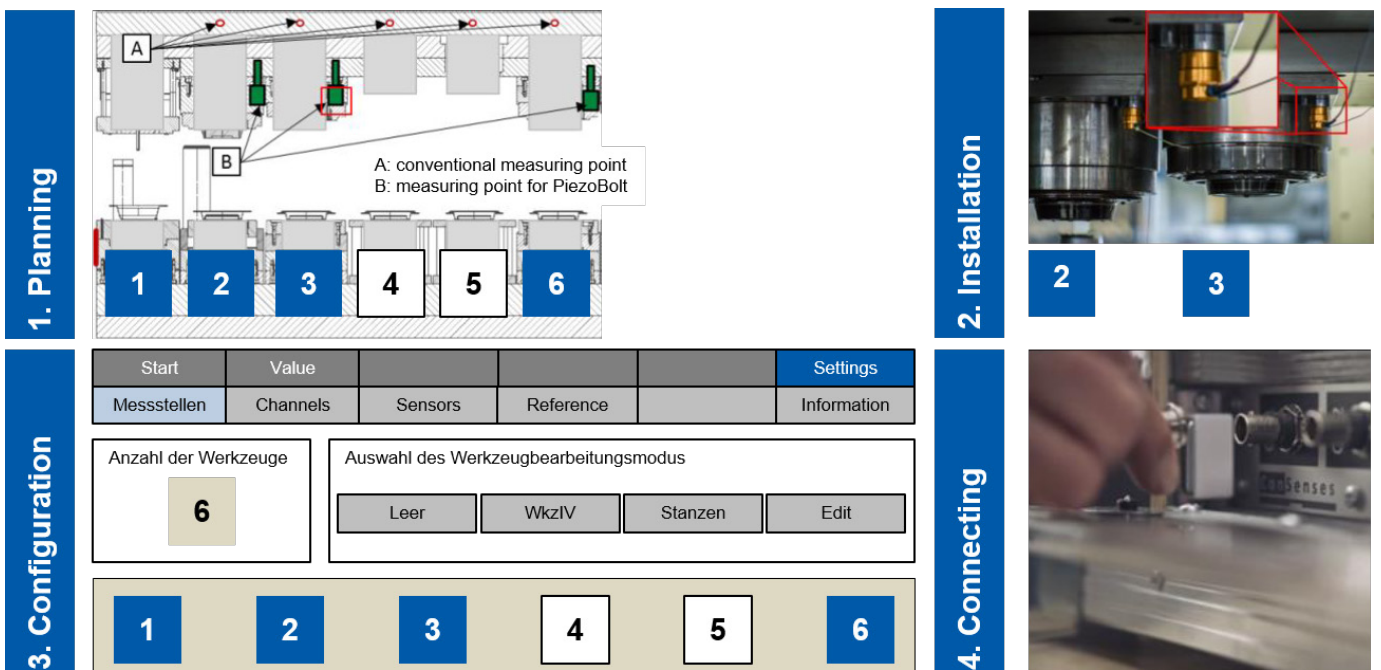 1. Planning
A
B
A: conventional measuring point
B: measuring point for PiezoBolt
1 2 3 4 5 6
2. Installation
2 3
3. Configuration
Start Value Settings
Messstellen Channels Sensors Reference Information
Anzahl der Werkzeuge
6
Auswahl des Werkzeugbearbeitungsmodus
Leer WkzIV Stanzen Edit
1 2 3 4 5 6
4. Connecting
ConSenses